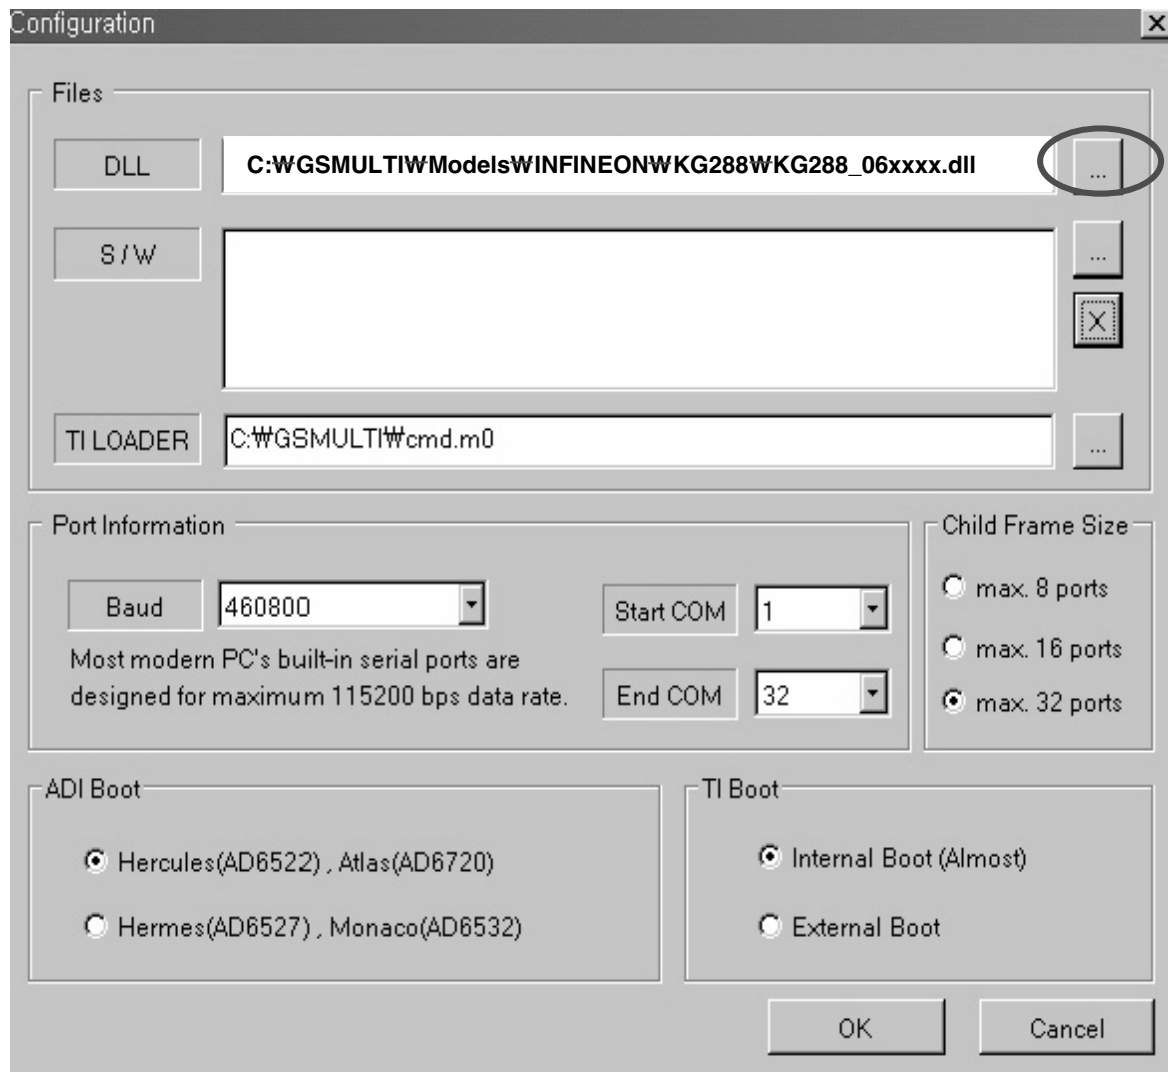 Configuration
Files
DLL
C:₩GSMULTI₩Models₩INFINEON₩KG288₩KG288_06xxxx.dll
...
S / W
...
X
TI LOADER
C:₩GSMULTI₩cmd.m0
...
Port Information
Baud
460800
Most modern PC's built-in serial ports are
designed for maximum 115200 bps data rate.
Start COM
1
End COM
32
Child Frame Size
max. 8 ports
max. 16 ports
max. 32 ports
ADI Boot
Hercules(AD6522) , Atlas(AD6720)
Hermes(AD6527) , Monaco(AD6532)
TI Boot
Internal Boot (Almost)
External Boot
OK
Cancel